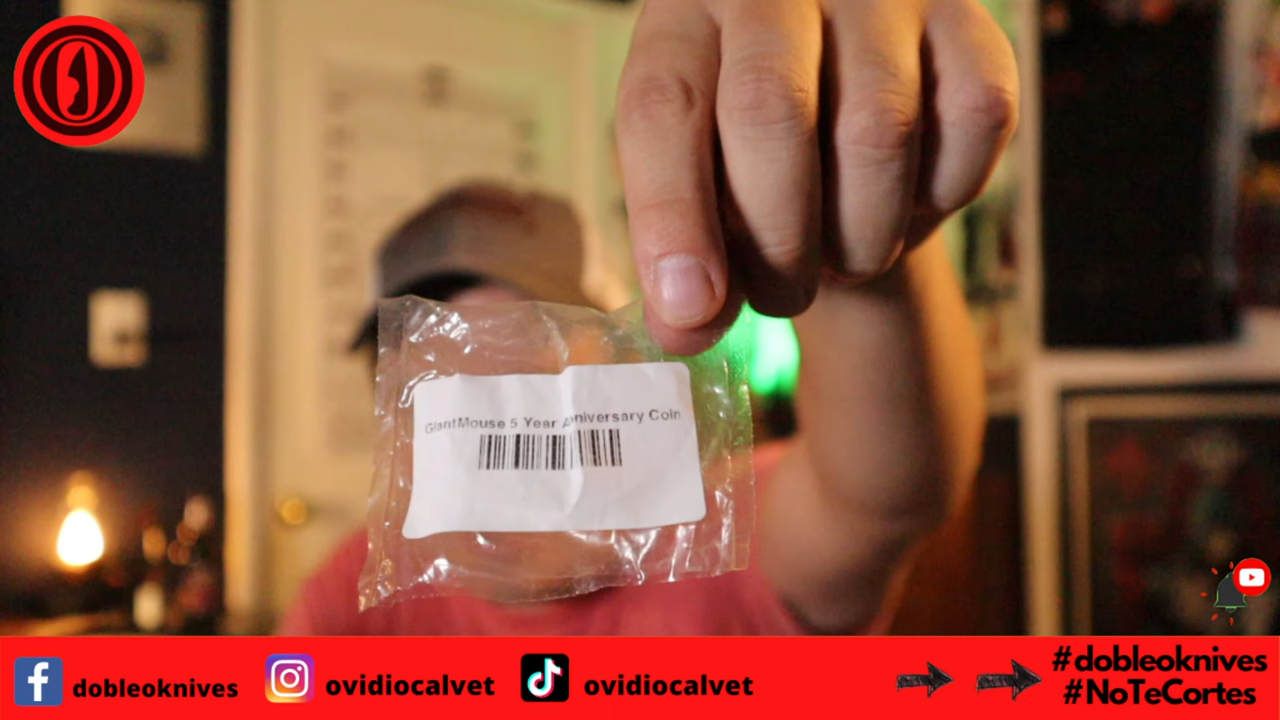 GiantMouse 5 Year Anniversary Coin
dobleoknives
ovidiocalvet
ovidiocalvet
#dobleoknives
#NoTeCortes